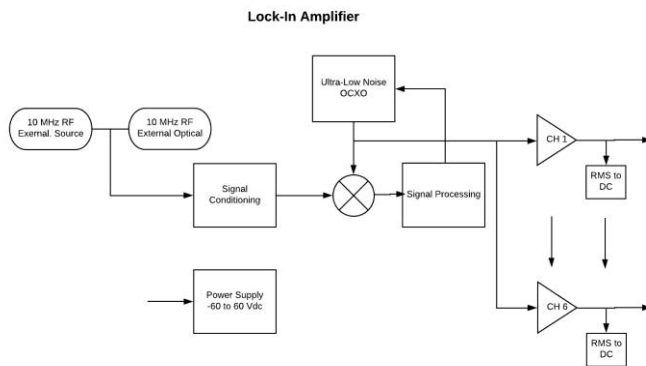 Lock-In Amplifier
Ultra-Low Noise
OCXO
10 MHz RF
Exernal. Source
10 MHz RF
External Optical
CH 1
RMS to
DC
Signal
Conditioning
Signal Processing
Power Supply
-60 to 60 Vdc
CH 6
RMS to
DC